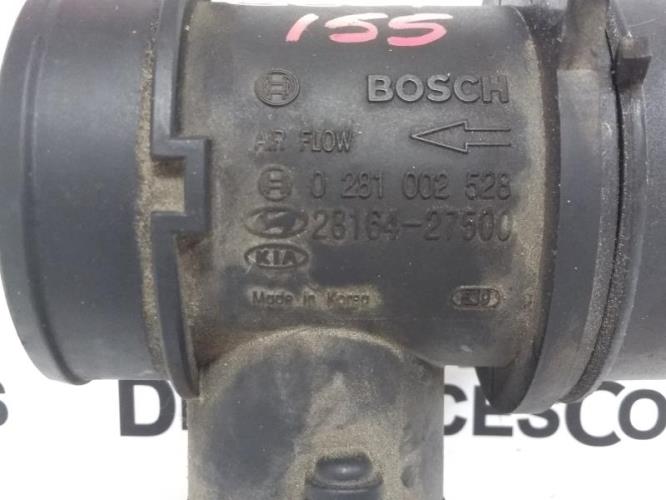 155
BOSCH
AIR FLOW
0 281 002 528
28164-27500
KIA
Made in Korea